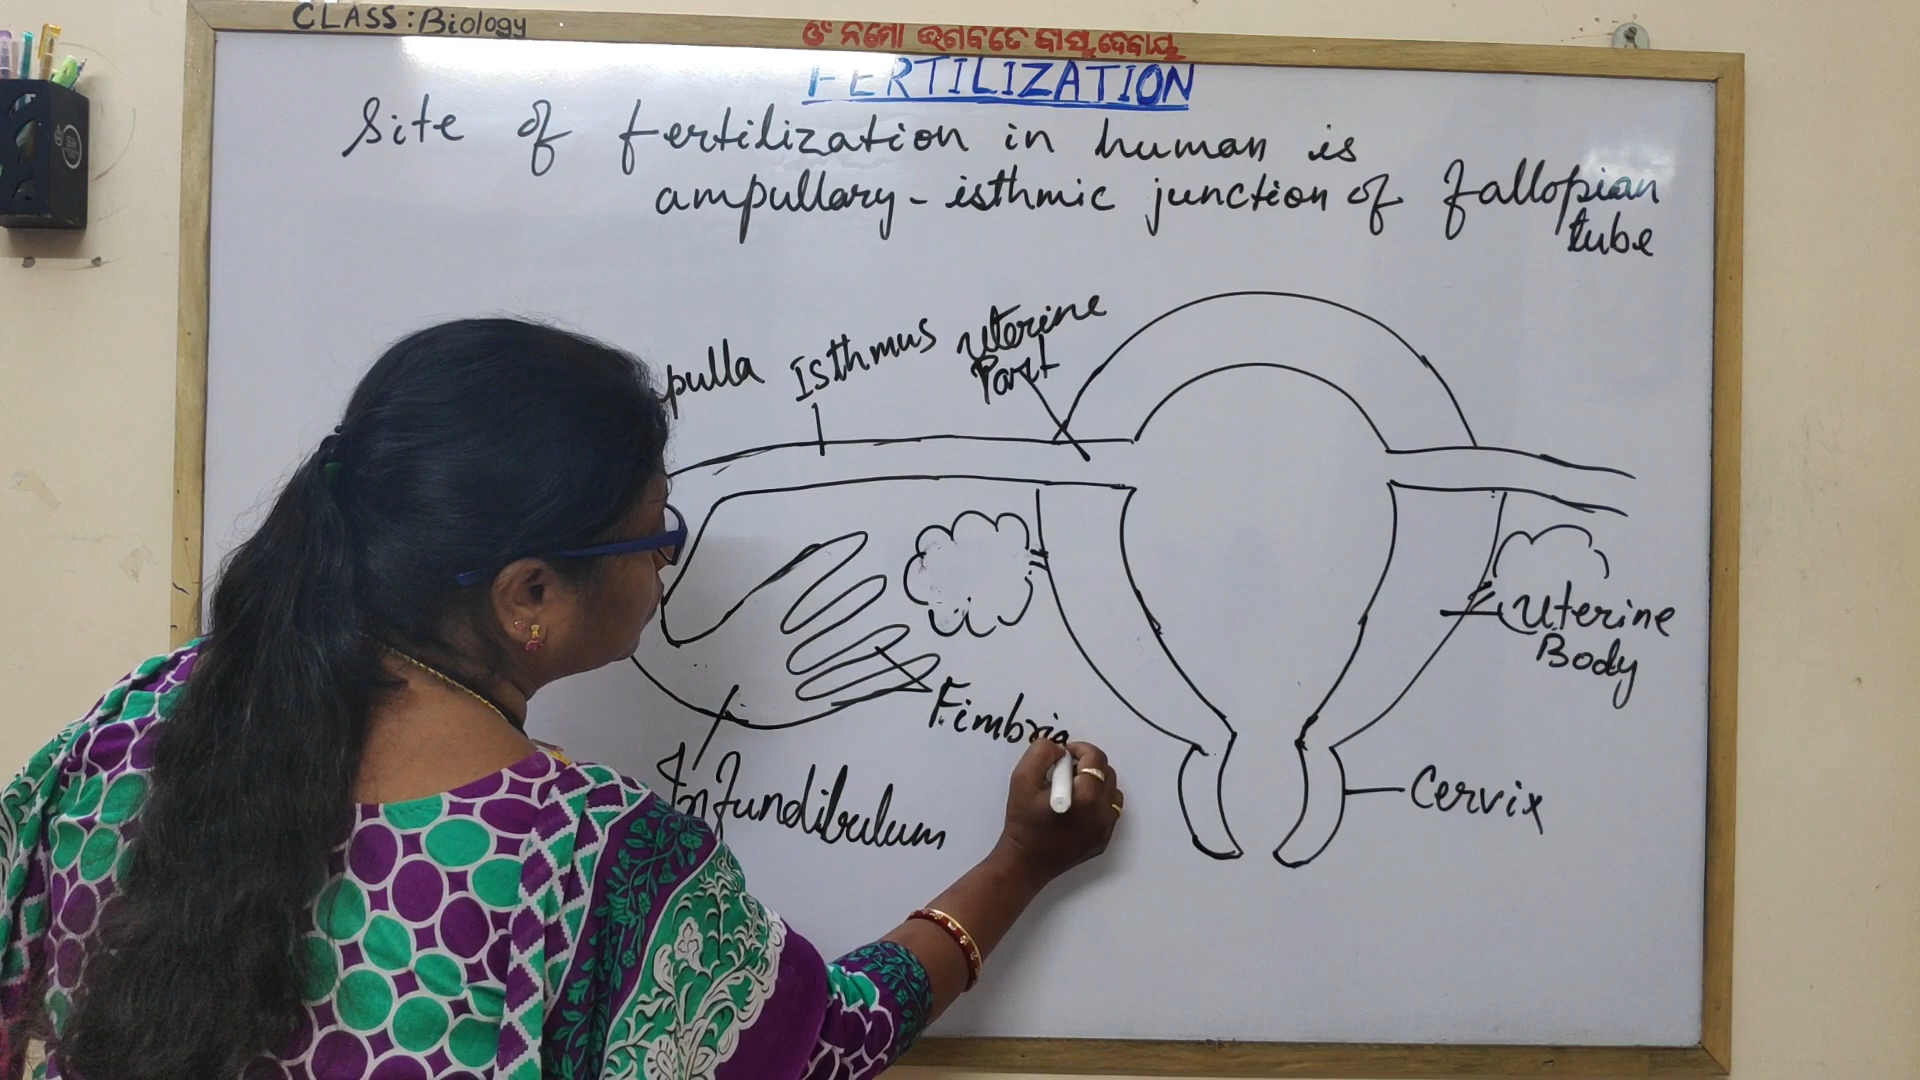 CLASS: Biology
ଓଁ ନମୋ ଭଗବତେ ବାସୁଦେବାୟ
FERTILIZATION
Site of fertilization in human is
ampullary-isthmic junction of fallopian
tube
pulla Isthmus Uterine
Part
Uterine
Body
Fimbria
Infundibulum
Cervix